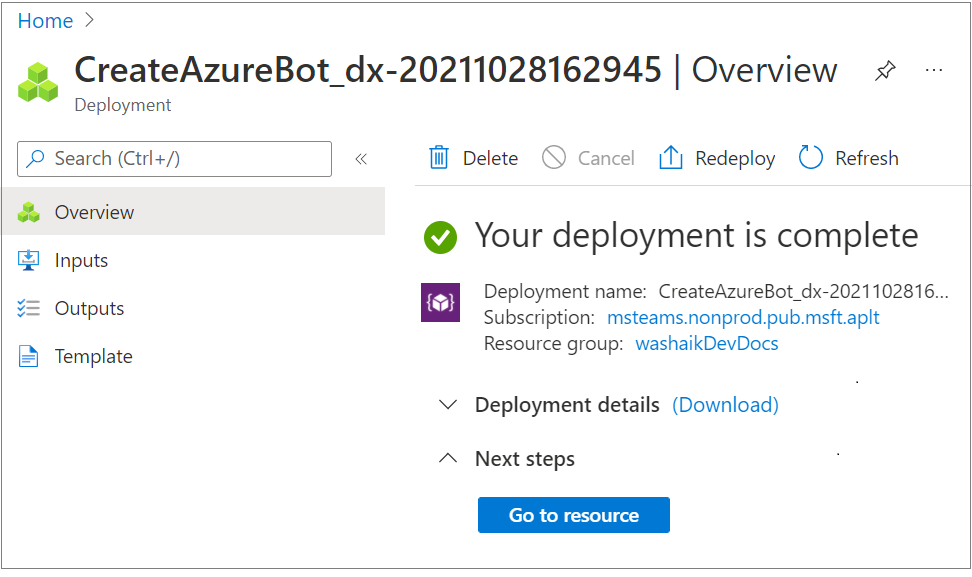 Home >
CreateAzureBot_dx-20211028162945 | Overview ...
Deployment
Search (Ctrl+/) «
Overview
Inputs
Outputs
Template
Delete Cancel Redeploy Refresh
Your deployment is complete
Deployment name: CreateAzureBot_dx-2021102816...
Subscription: msteams.nonprod.pub.msft.aplt
Resource group: washaikDevDocs
Deployment details (Download)
Next steps
Go to resource